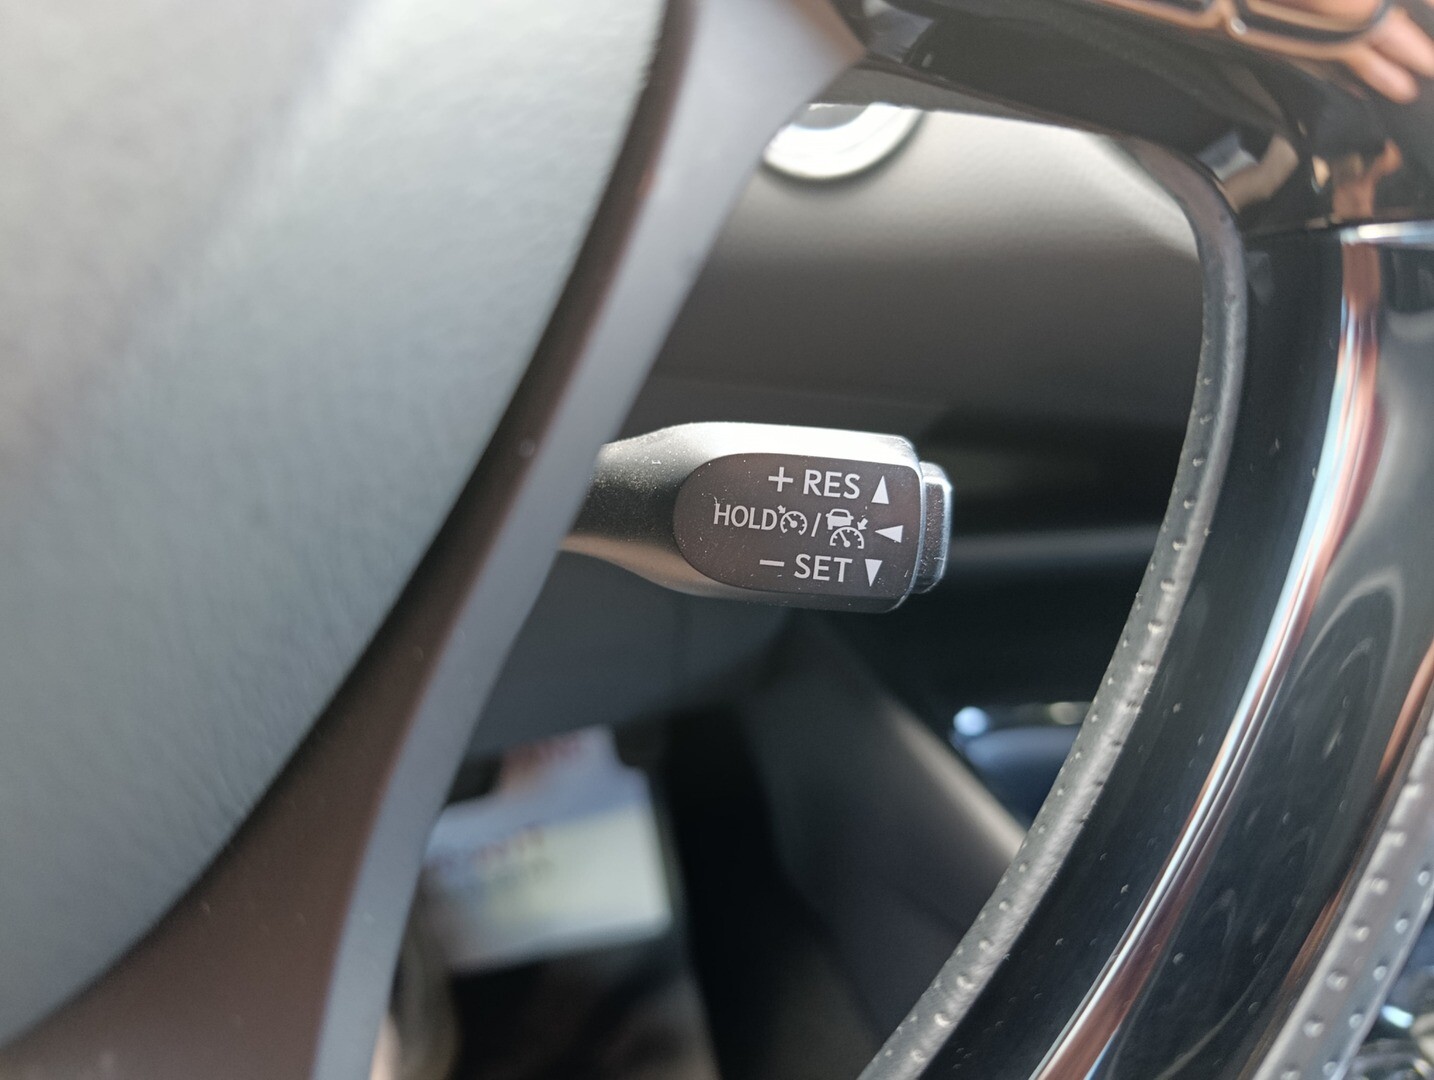 + RES
HOLD /
− SET